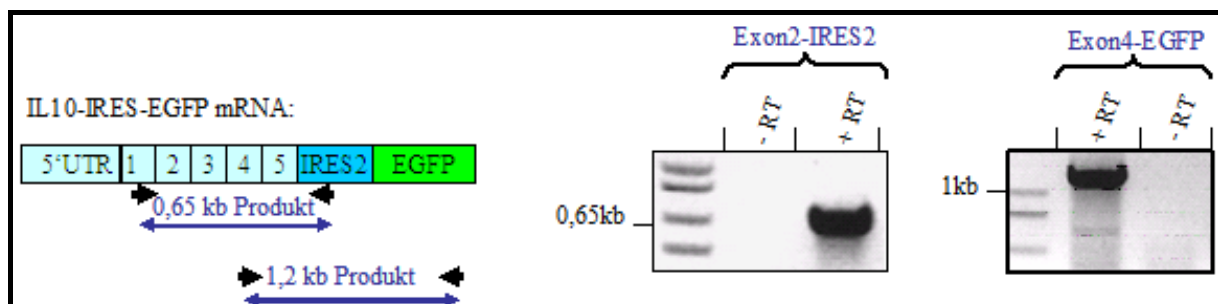 IL10-IRES-EGFP mRNA:
5'UTR 1 2 3 4 5 IRES2 EGFP
0,65 kb Produkt
1,2 kb Produkt
Exon2-IRES2
- RT + RT
0,65kb
Exon4-EGFP
+ RT - RT
1kb